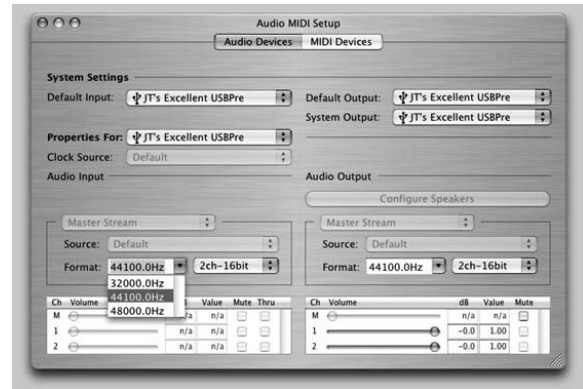 Audio MIDI Setup
Audio Devices MIDI Devices
System Settings
Default Input: JT's Excellent USBPre
Default Output: JT's Excellent USBPre
System Output: JT's Excellent USBPre
Properties For: JT's Excellent USBPre
Clock Source: Default
Audio Input
Audio Output
Configure Speakers
Master Stream
Source: Default
Format: 44100.0Hz 2ch-16bit
32000.0Hz
44100.0Hz
48000.0Hz
Ch Volume Value Mute Thru
M n/a n/a
1 n/a n/a
2 n/a n/a
Master Stream
Source: Default
Format: 44100.0Hz 2ch-16bit
Ch Volume dB Value Mute
M n/a n/a
1 -0.0 1.00
2 -0.0 1.00